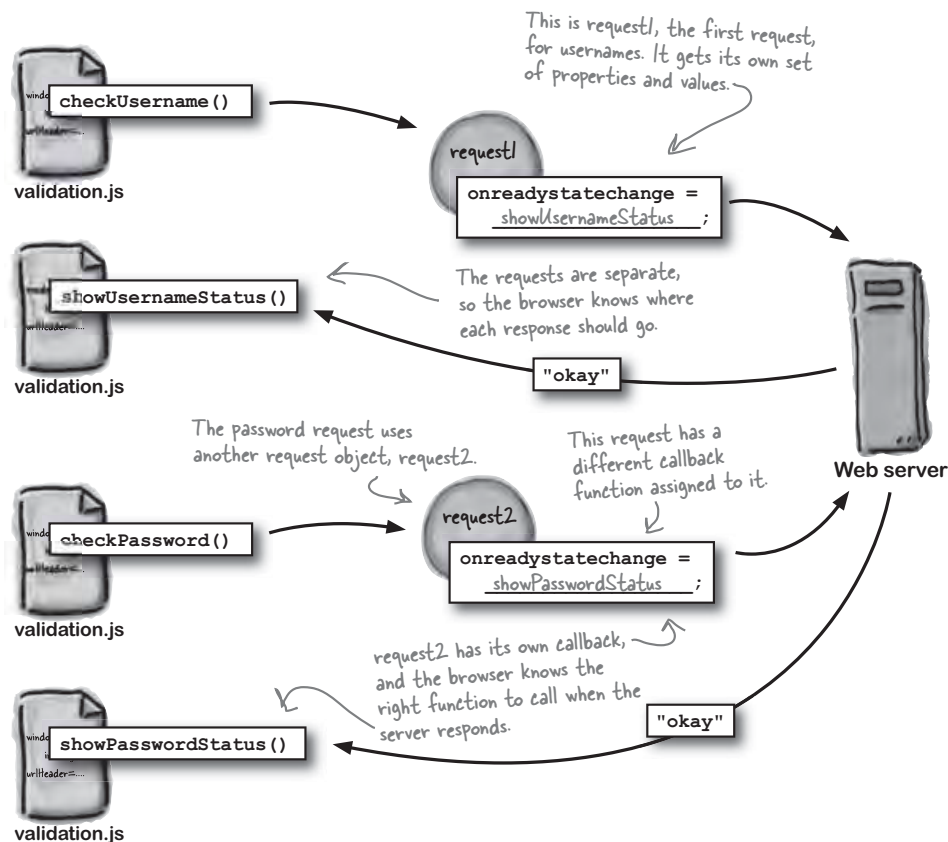 This is request1, the first request,
for usernames. It gets its own set
of properties and values.
checkUsername()
validation.js
request1
onreadystatechange =
showUsernameStatus ;
showUsernameStatus()
validation.js
The requests are separate,
so the browser knows where
each response should go.
"okay"
Web server
The password request uses
another request object, request2.
This request has a
different callback
function assigned to it.
checkPassword()
validation.js
request2
onreadystatechange =
showPasswordStatus ;
request2 has its own callback,
and the browser knows the
right function to call when the
server responds.
"okay"
showPasswordStatus()
urlHeader=....
validation.js